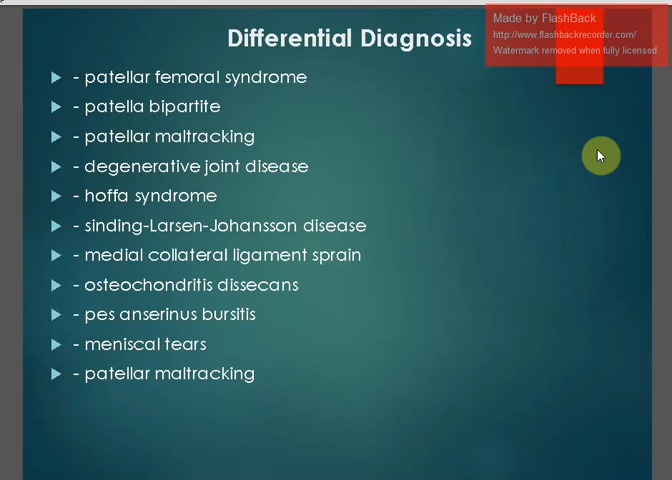 Made by FlashBack
http://www.flashbackrecorder.com/
Watermark removed when fully licensed
Differential Diagnosis
- patellar femoral syndrome
- patella bipartite
- patellar maltracking
- degenerative joint disease
- hoffa syndrome
- sinding-Larsen-Johansson disease
- medial collateral ligament sprain
- osteochondritis dissecans
- pes anserinus bursitis
- meniscal tears
- patellar maltracking